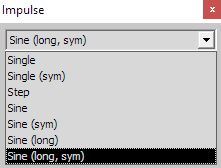 Impulse
Sine (long, sym)
Single
Single (sym)
Step
Sine
Sine (sym)
Sine (long)
Sine (long, sym)